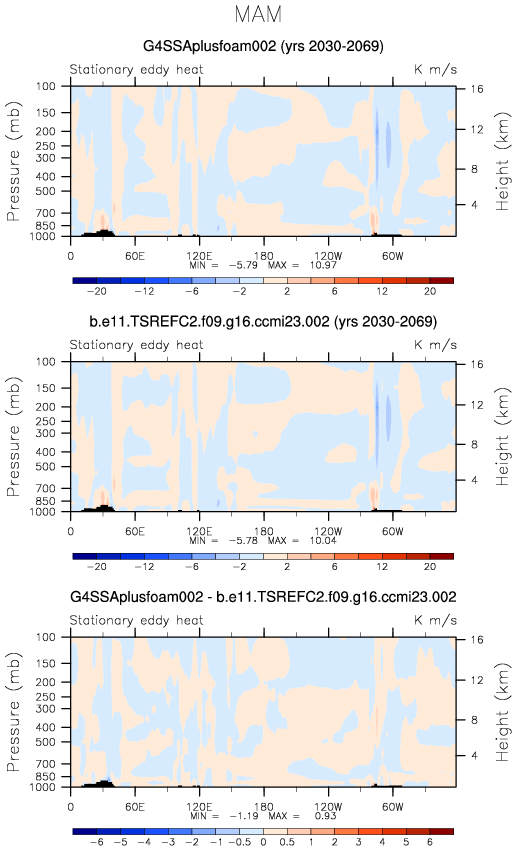 MAM
G4SSAplusfoam002 (yrs 2030-2069)
Stationary eddy heat K m/s
Pressure (mb)
100
150
200
250
300
400
500
700
850
1000
Height (km)
16
12
8
4
0 60E 120E 180 120W 60W
MIN = -5.79 MAX = 10.97
-20 -12 -6 -2 2 6 12 20
b.e11.TSREFC2.f09.g16.ccmi23.002 (yrs 2030-2069)
Stationary eddy heat K m/s
Pressure (mb)
100
150
200
250
300
400
500
700
850
1000
Height (km)
16
12
8
4
0 60E 120E 180 120W 60W
MIN = -5.78 MAX = 10.04
-20 -12 -6 -2 2 6 12 20
G4SSAplusfoam002 - b.e11.TSREFC2.f09.g16.ccmi23.002
Stationary eddy heat K m/s
Pressure (mb)
100
150
200
250
300
400
500
700
850
1000
Height (km)
16
12
8
4
0 60E 120E 180 120W 60W
MIN = -1.19 MAX = 0.93
-6 -5 -4 -3 -2 -1 -0.5 0 0.5 1 2 3 4 5 6